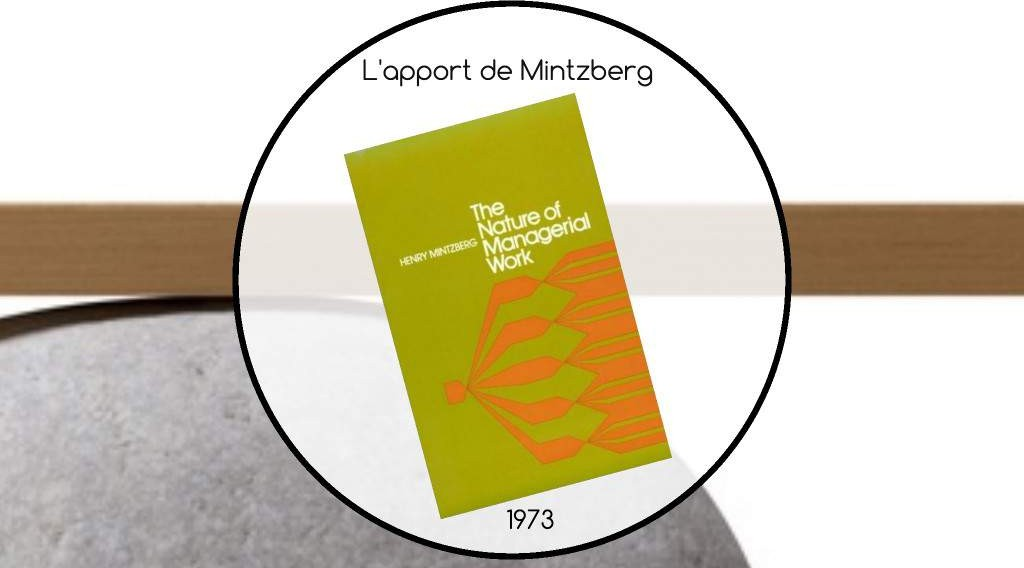 L'apport de Mintzberg
The
Nature of
Managerial
Work
HENRY MINTZBERG
1973